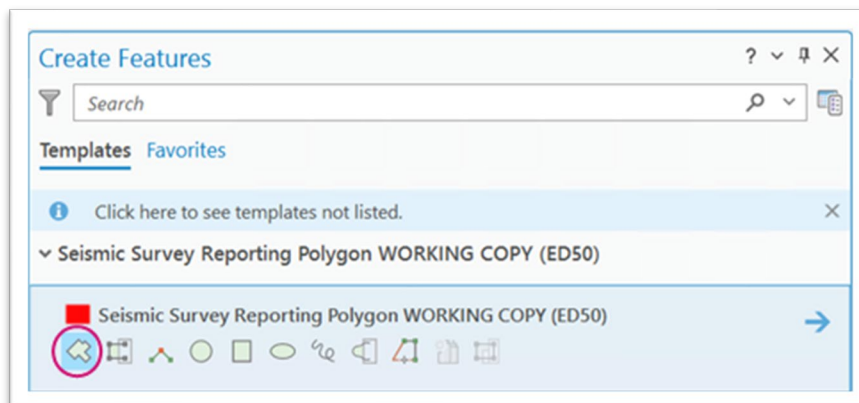 Create Features
Search
Templates Favorites
Click here to see templates not listed.
Seismic Survey Reporting Polygon WORKING COPY (ED50)
Seismic Survey Reporting Polygon WORKING COPY (ED50)